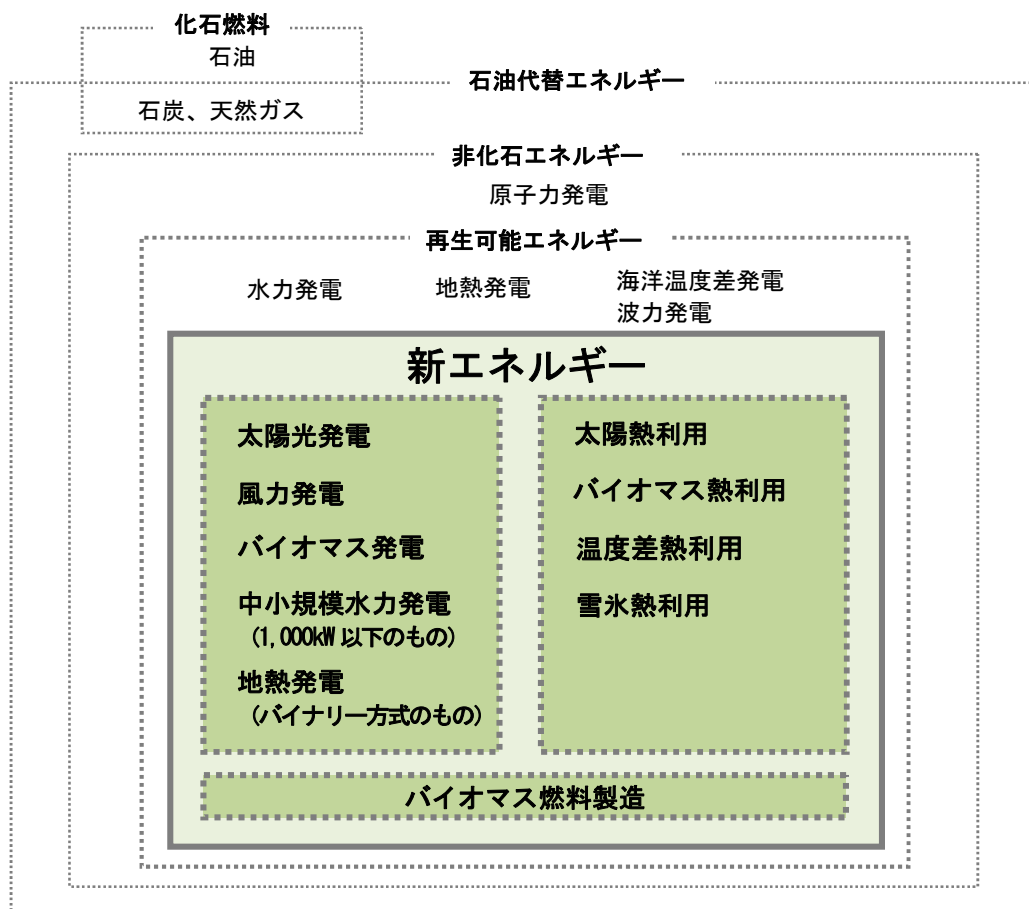 化石燃料
石油
石油代替エネルギー
石炭、天然ガス
非化石エネルギー
原子力発電
再生可能エネルギー
水力発電
地熱発電
海洋温度差発電
波力発電
新エネルギー
太陽光発電
風力発電
バイオマス発電
中小規模水力発電
(1,000kW以下のもの)
地熱発電
(バイナリー方式のもの)
太陽熱利用
バイオマス熱利用
温度差熱利用
雪氷熱利用
バイオマス燃料製造